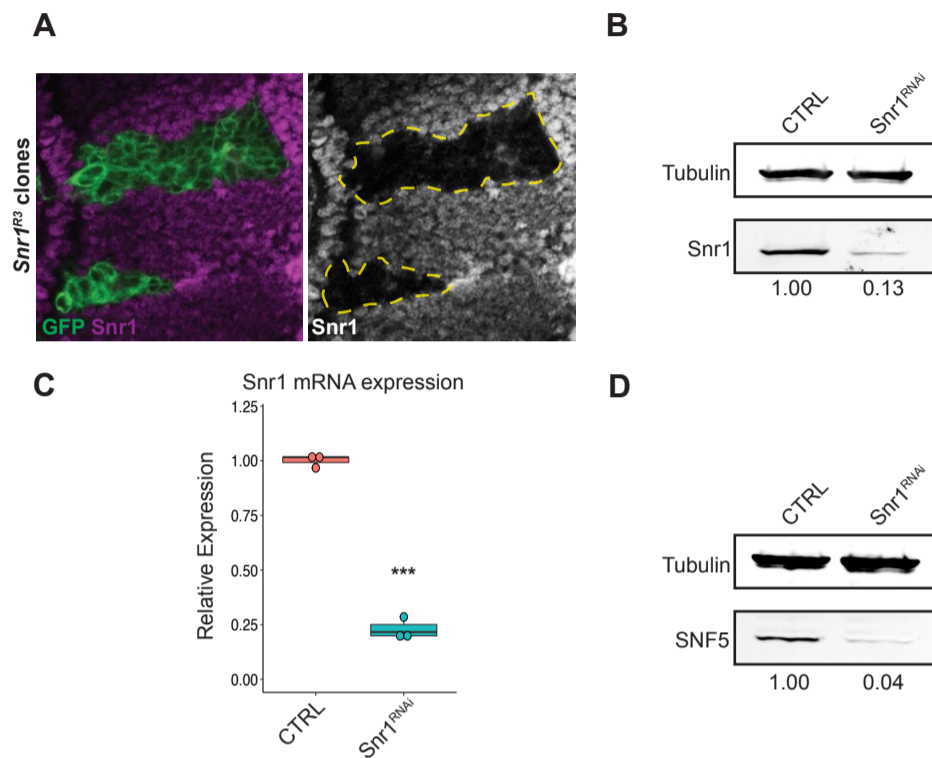 A
Snr1^R3 clones
GFP Snr1
Snr1
B
CTRL Snr1^RNAi
Tubulin
Snr1
1.00 0.13
C
Snr1 mRNA expression
Relative Expression
1.25
1.00
0.75
0.50
0.25
0.00
***
CTRL Snr1^RNAi
D
CTRL Snr1^RNAi
Tubulin
SNF5
1.00 0.04